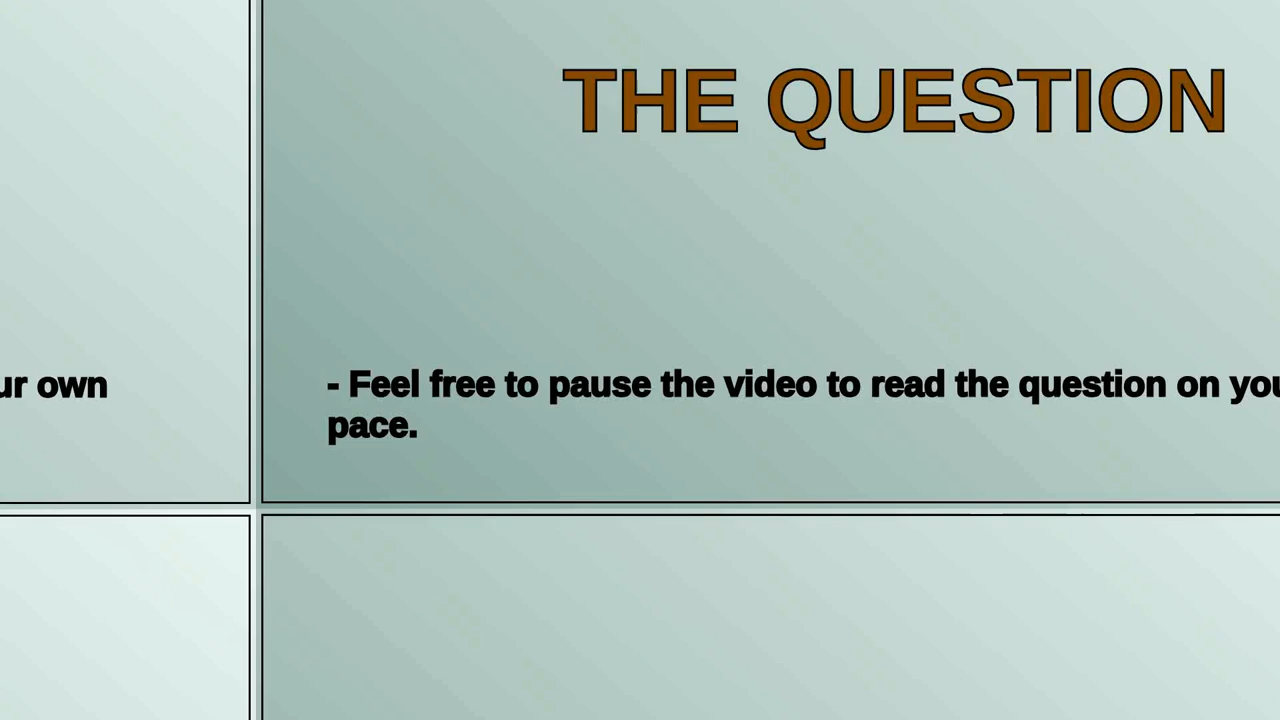 THE QUESTION
ur own
- Feel free to pause the video to read the question on you
pace.